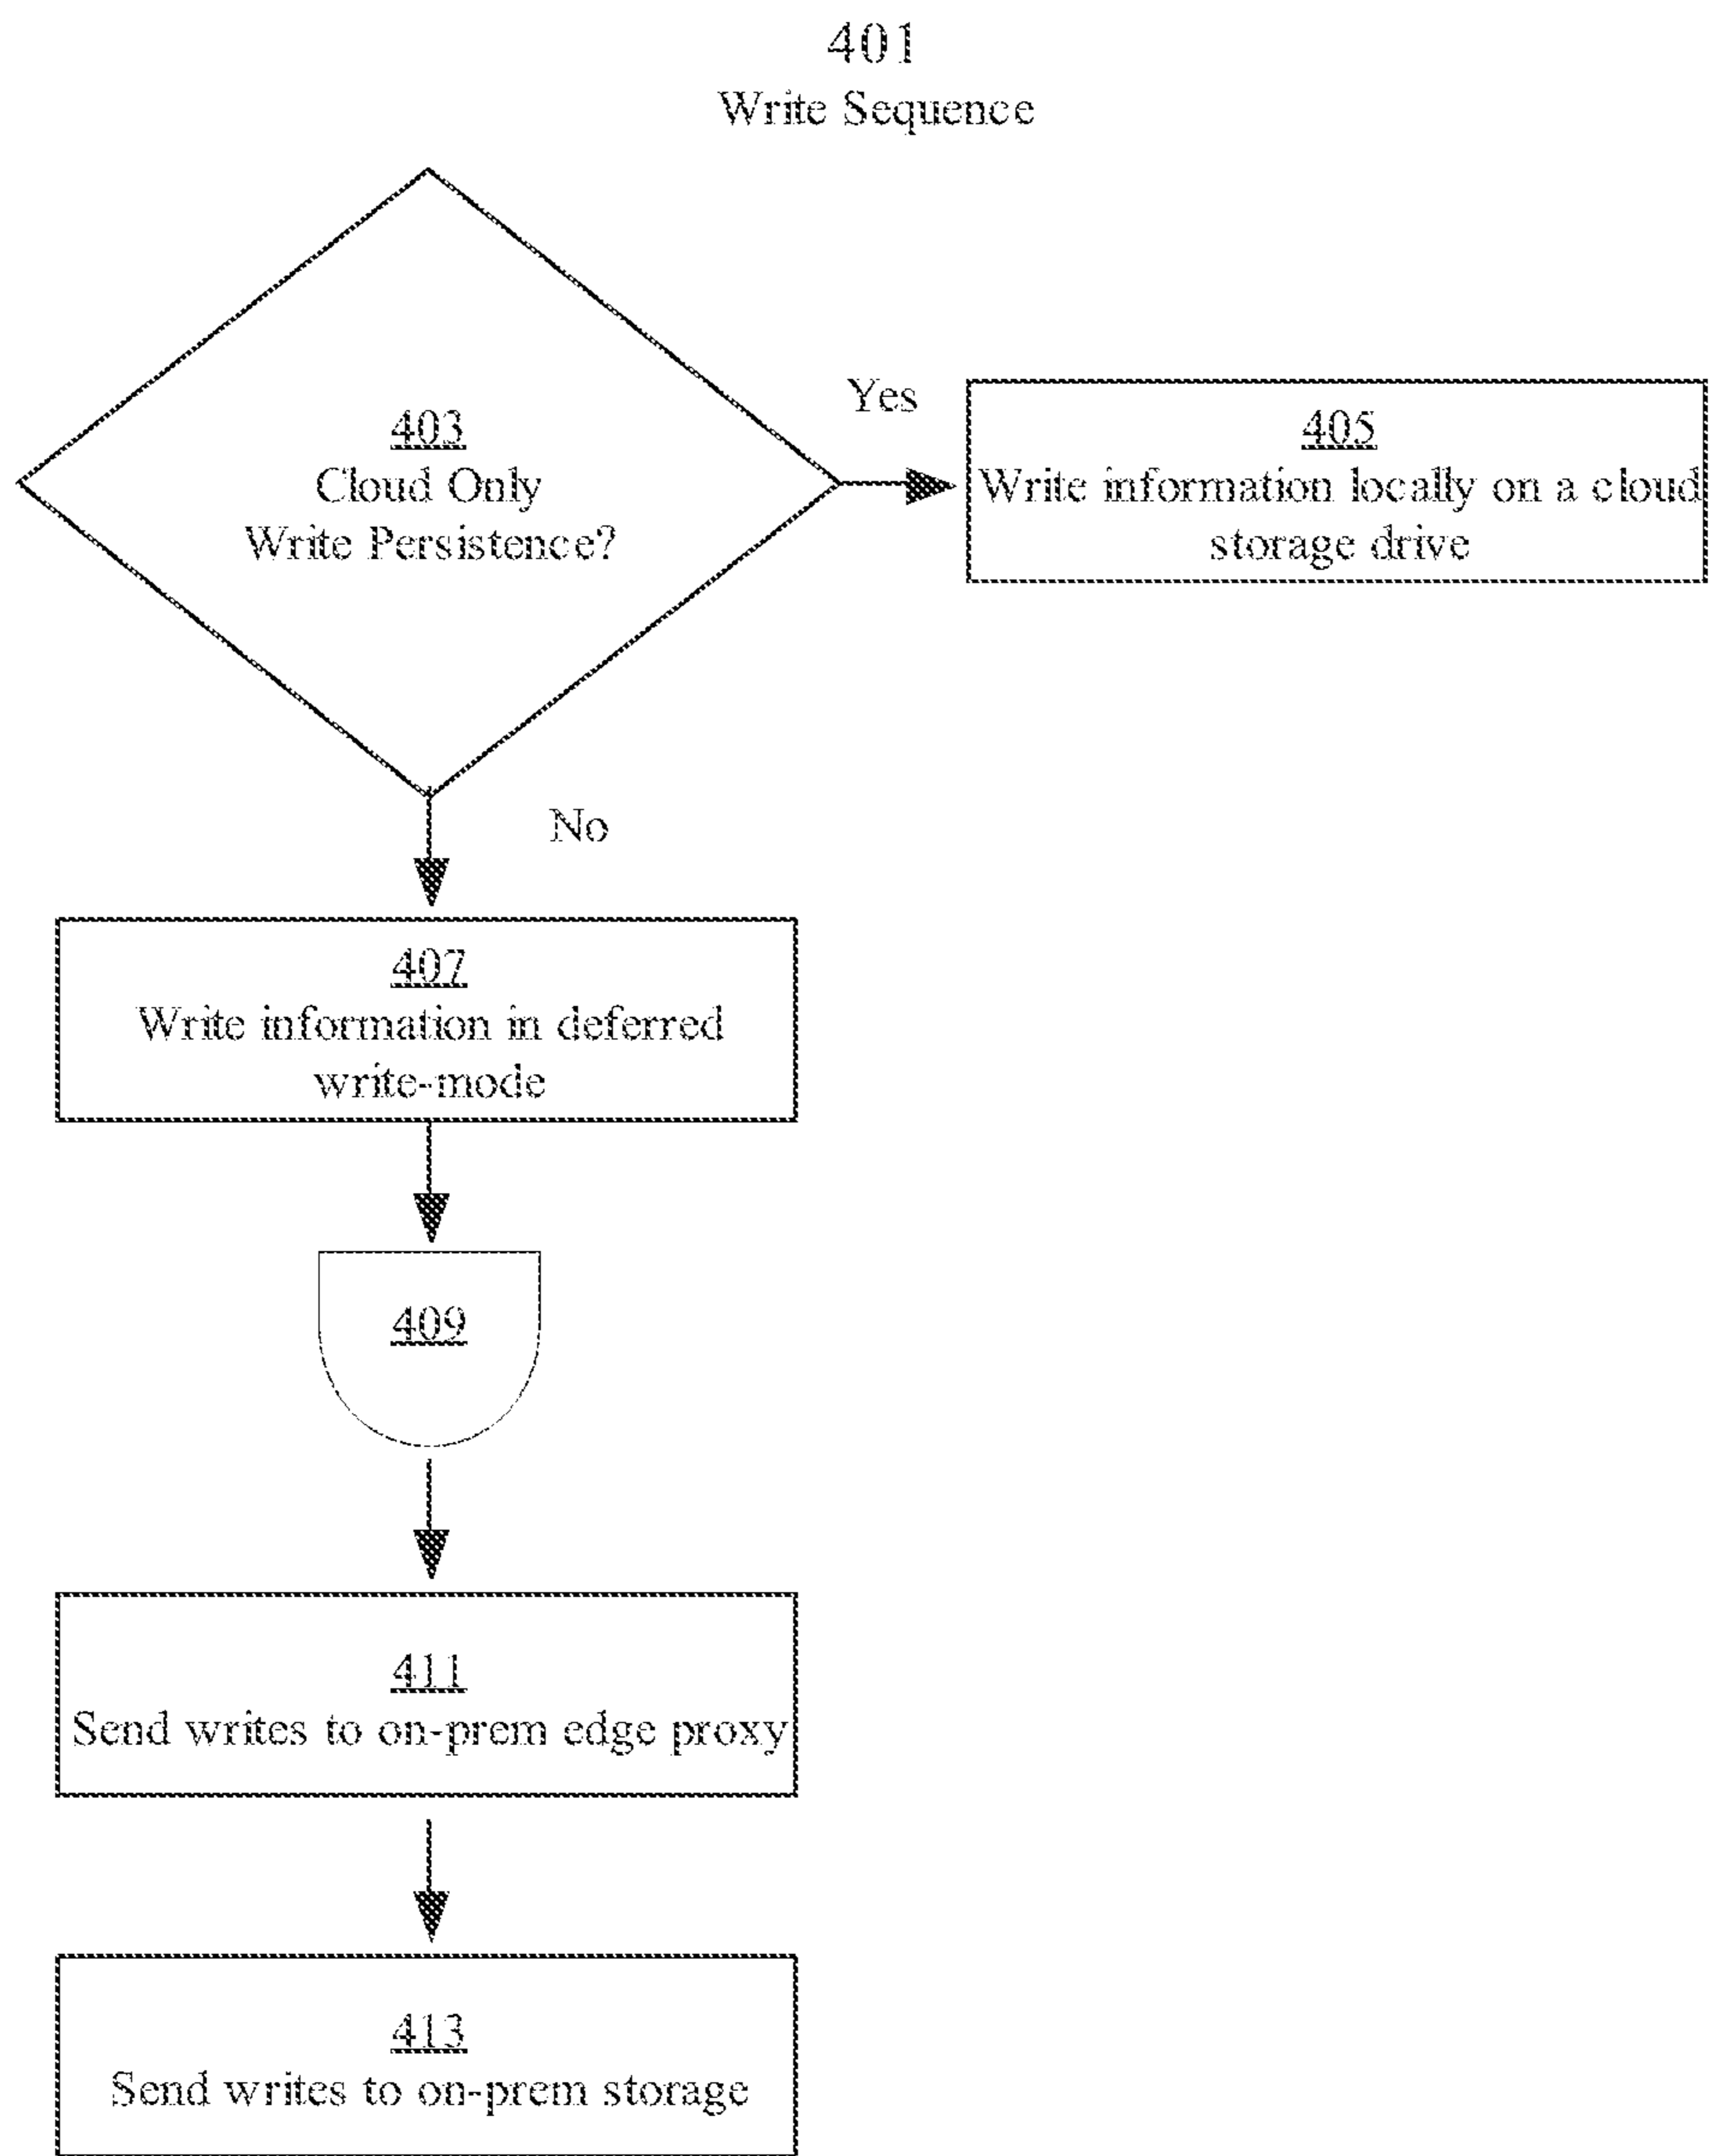 401
Write Sequence
403
Cloud Only
Write Persistence?
Yes
405
Write information locally on a cloud
storage drive
No
407
Write information in deferred
write-mode
409
411
Send writes to on-prem edge proxy
413
Send writes to on-prem storage